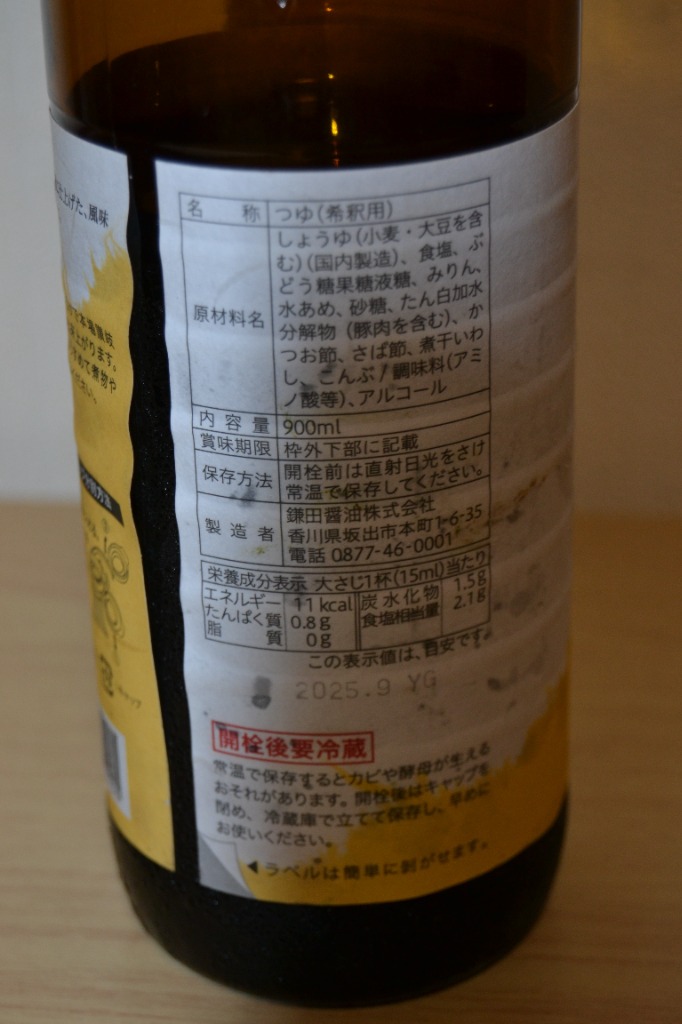 仕上げた、風味
名称 つゆ(希釈用)
原材料名 しょうゆ(小麦・大豆を含
む)(国内製造)、食塩、ぶ
どう糖果糖液糖、みりん、
水あめ、砂糖、たん白加水
分解物(豚肉を含む)、か
つお節、さば節、煮干いわ
し、こんぶ/調味料(アミ
ノ酸等)、アルコール
内容量 900ml
賞味期限 枠外下部に記載
保存方法 開栓前は直射日光をさけ
常温で保存してください。
製造者 鎌田醤油株式会社
香川県坂出市本町1-6-35
電話 0877-46-0001
栄養成分表示 大さじ1杯(15ml)当たり
エネルギー 11kcal 炭水化物 1.5g
たんぱく質 0.8g 食塩相当量 2.1g
脂質 0g
この表示値は、目安です。
2025.9 YG
開栓後要冷蔵
常温で保存するとカビや酵母が生える
おそれがあります。開栓後はキャップを
閉め、冷蔵庫で立てて保存し、早めに
お使いください。
◀ラベルは簡単に剥がせます。